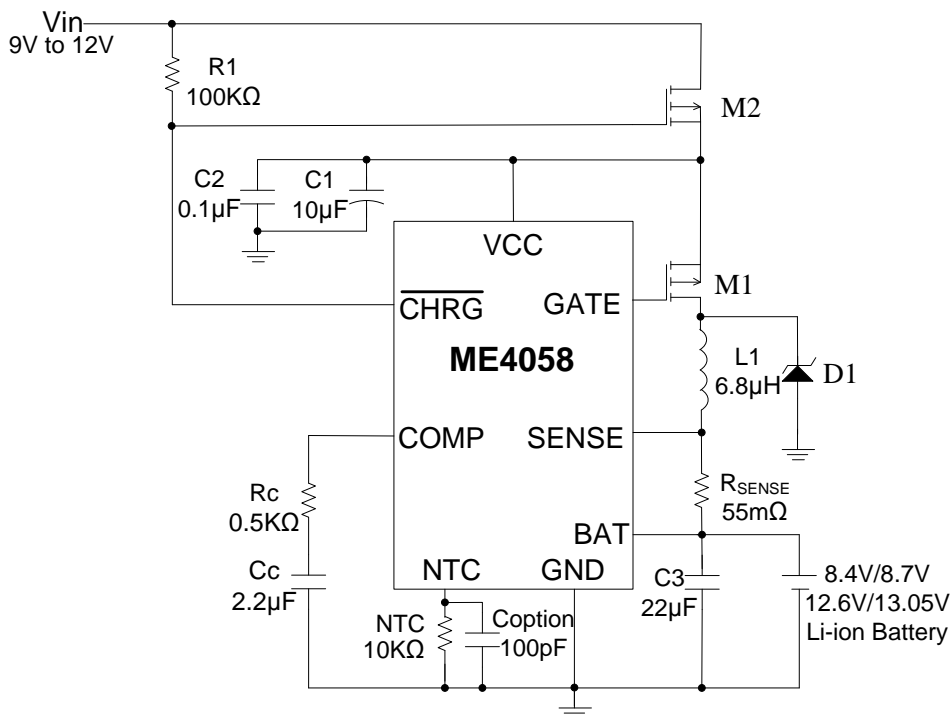 Vin
9V to 12V
R1
100KΩ
M2
C2
0.1µF
C1
10µF
VCC
CHRG
GATE
M1
ME4058
L1
6.8µH
D1
COMP
SENSE
Rc
0.5KΩ
RSENSE
55mΩ
BAT
Cc
2.2µF
NTC
GND
C3
22µF
8.4V/8.7V
12.6V/13.05V
Li-ion Battery
NTC
10KΩ
Coption
100pF